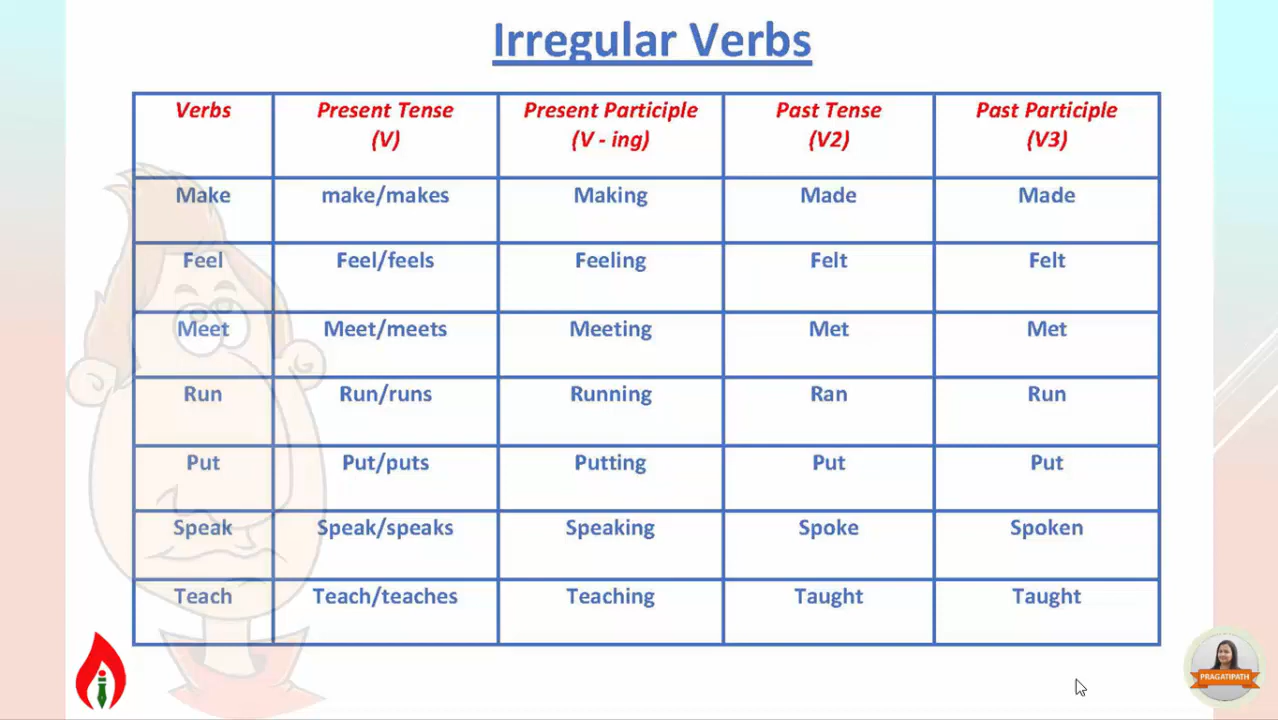 Irregular Verbs
Verbs Present Tense Present Participle Past Tense Past Participle
(V) (V - ing) (V2) (V3)
Make make/makes Making Made Made
Feel Feel/feels Feeling Felt Felt
Meet Meet/meets Meeting Met Met
Run Run/runs Running Ran Run
Put Put/puts Putting Put Put
Speak Speak/speaks Speaking Spoke Spoken
Teach Teach/teaches Teaching Taught Taught
PRAGATIPATH